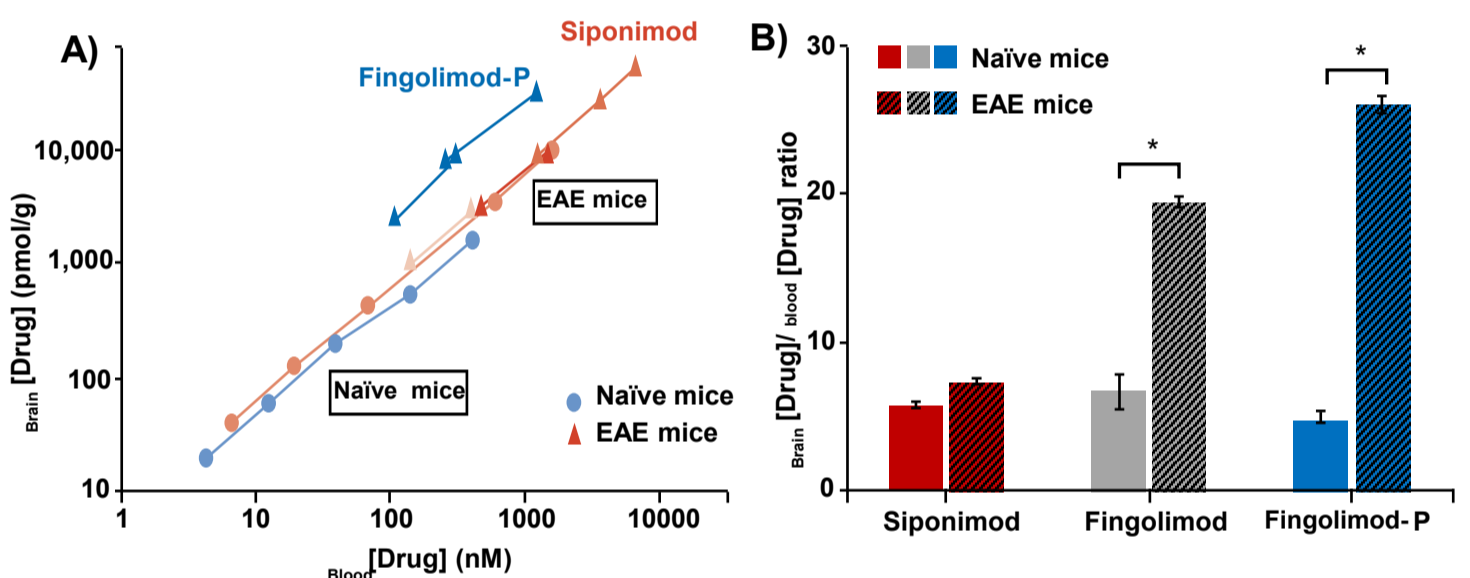 A)
Siponimod
Fingolimod-P
10,000
1,000
100
10
Brain [Drug] (pmol/g)
EAE mice
Naïve mice
Naïve mice
EAE mice
1
10
100
1000
10000
Blood [Drug] (nM)
B)
30
20
10
0
Brain [Drug]/ blood [Drug] ratio
Naïve mice
EAE mice
*
*
Siponimod
Fingolimod
Fingolimod-P